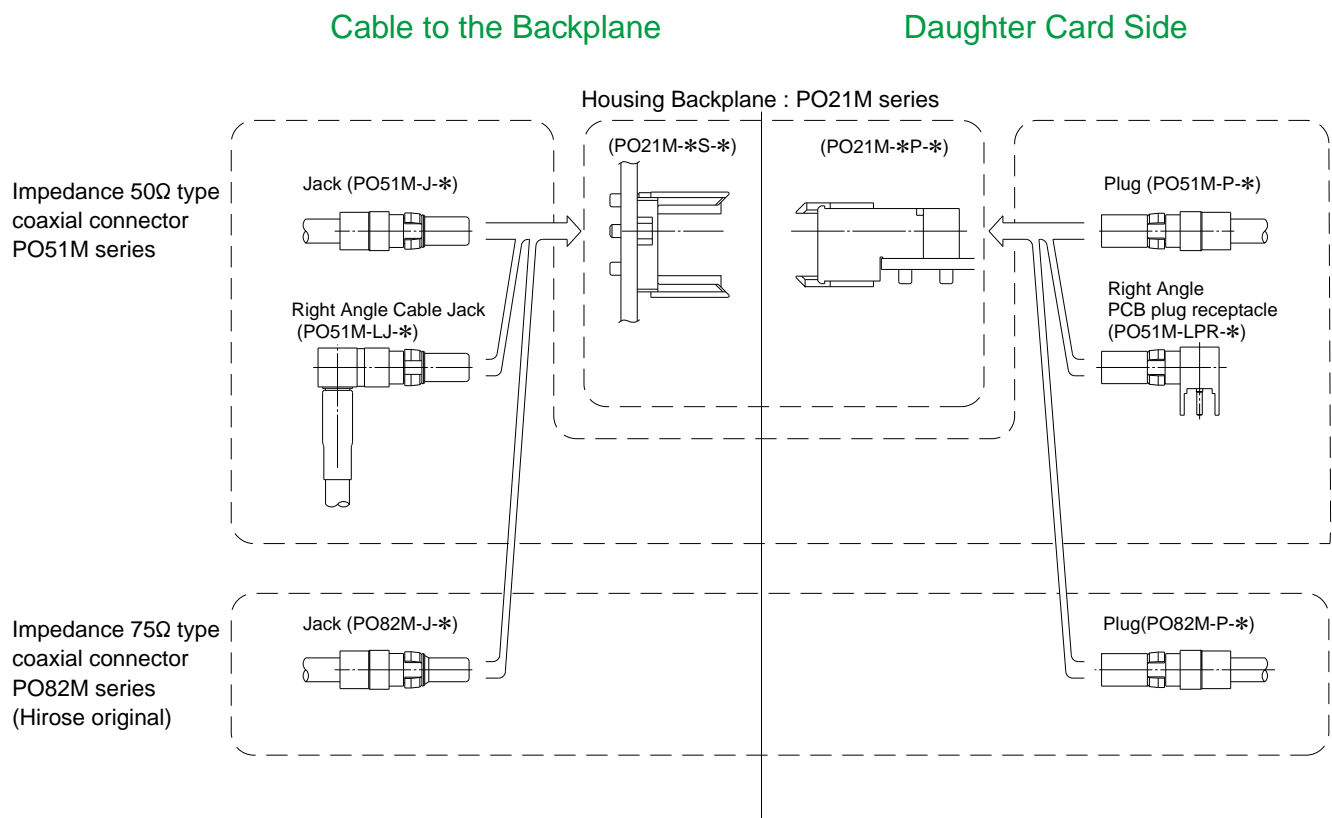 Cable to the Backplane
Daughter Card Side
Housing Backplane : PO21M series
(PO21M-✻S-✻)
(PO21M-✻P-✻)
Impedance 50Ω type
coaxial connector
PO51M series
Jack (PO51M-J-✻)
Right Angle Cable Jack
(PO51M-LJ-✻)
Plug (PO51M-P-✻)
Right Angle
PCB plug receptacle
(PO51M-LPR-✻)
Impedance 75Ω type
coaxial connector
PO82M series
(Hirose original)
Jack (PO82M-J-✻)
Plug(PO82M-P-✻)